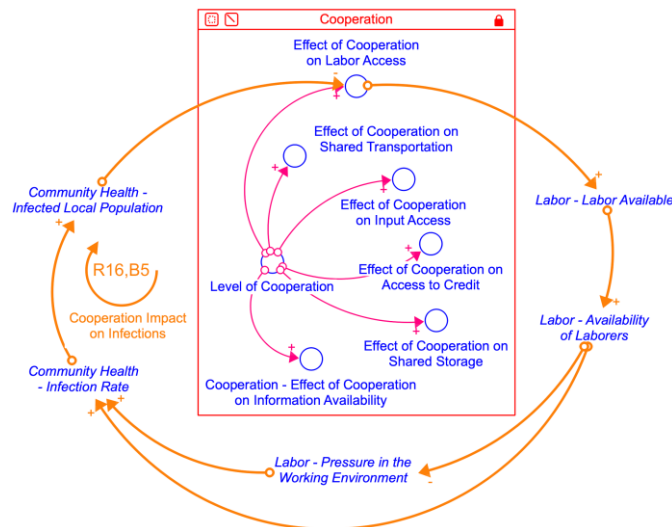 Cooperation
Effect of Cooperation
on Labor Access
-
+
Effect of Cooperation on
Shared Transportation
+
+
Community Health -
Infected Local Population
+
Effect of Cooperation
on Input Access
Labor - Labor Available
+
R16,B5
Cooperation Impact
on Infections
Level of Cooperation
+
Effect of Cooperation on
Access to Credit
+
Labor - Availability
of Laborers
+
Effect of Cooperation on
Shared Storage
Community Health
- Infection Rate
+
+
+
Cooperation - Effect of Cooperation
on Information Availability
Labor - Pressure in the
Working Environment
-